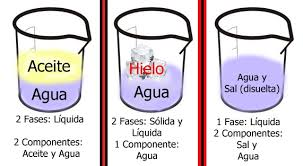 Aceite
Agua
2 Fases: Líquida
2 Componentes:
Aceite y Agua
Hielo
Agua
2 Fases: Sólida y
Líquida
1 Componente:
Agua
Agua y
Sal (disuelta)
1 Fase: Líquida
2 Componentes:
Sal y
Agua